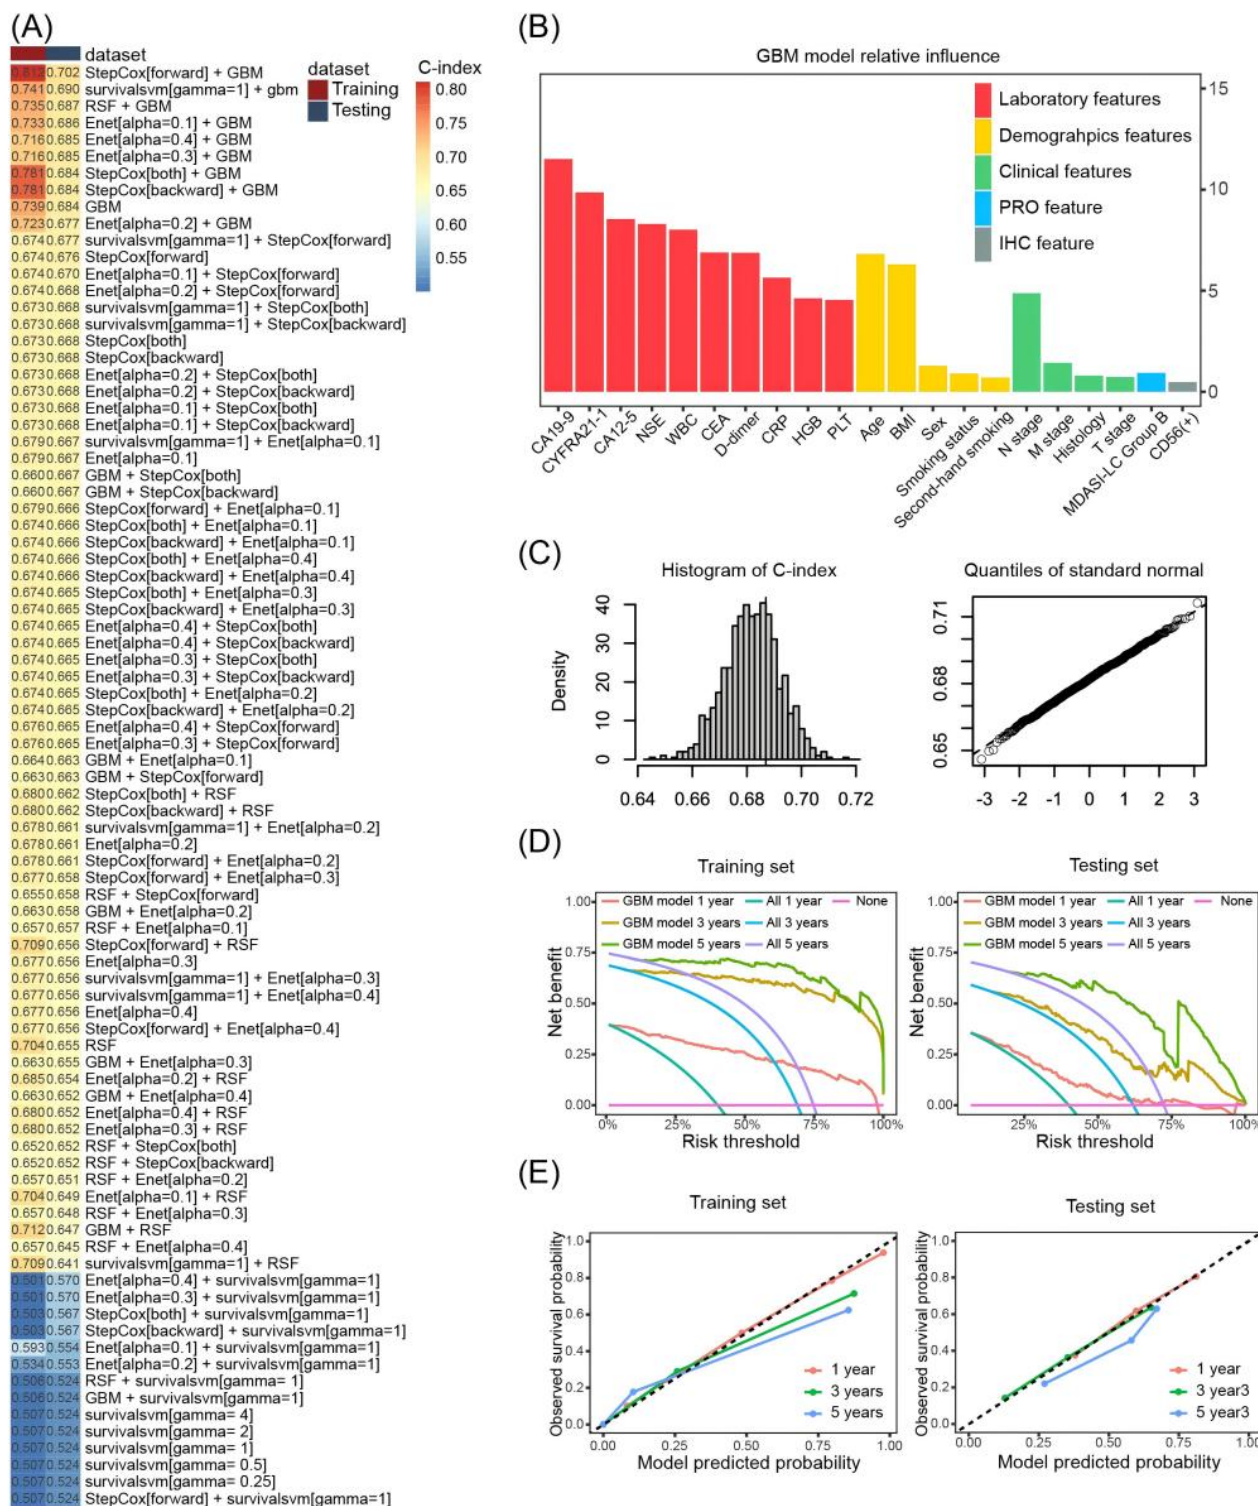 (A)
dataset
0.812 0.702 StepCox[forward] + GBM
0.741 0.690 survivalsvm[gamma=1] + gbm
0.735 0.687 RSF + GBM
0.733 0.686 Enet[alpha=0.1] + GBM
0.716 0.685 Enet[alpha=0.4] + GBM
0.716 0.685 Enet[alpha=0.3] + GBM
0.781 0.684 StepCox[both] + GBM
0.781 0.684 StepCox[backward] + GBM
0.739 0.684 GBM
0.723 0.677 Enet[alpha=0.2] + GBM
0.674 0.677 survivalsvm[gamma=1] + StepCox[forward]
0.674 0.676 StepCox[forward]
0.674 0.670 Enet[alpha=0.1] + StepCox[forward]
0.674 0.668 Enet[alpha=0.2] + StepCox[forward]
0.673 0.668 survivalsvm[gamma=1] + StepCox[both]
0.673 0.668 survivalsvm[gamma=1] + StepCox[backward]
0.673 0.668 StepCox[both]
0.673 0.668 StepCox[backward]
0.673 0.668 Enet[alpha=0.2] + StepCox[both]
0.673 0.668 Enet[alpha=0.2] + StepCox[backward]
0.673 0.668 Enet[alpha=0.1] + StepCox[both]
0.673 0.668 Enet[alpha=0.1] + StepCox[backward]
0.679 0.667 survivalsvm[gamma=1] + Enet[alpha=0.1]
0.679 0.667 Enet[alpha=0.1]
0.660 0.667 GBM + StepCox[both]
0.660 0.667 GBM + StepCox[backward]
0.679 0.666 StepCox[forward] + Enet[alpha=0.1]
0.674 0.666 StepCox[both] + Enet[alpha=0.1]
0.674 0.666 StepCox[backward] + Enet[alpha=0.1]
0.674 0.666 StepCox[both] + Enet[alpha=0.4]
0.674 0.666 StepCox[backward] + Enet[alpha=0.4]
0.674 0.665 StepCox[both] + Enet[alpha=0.3]
0.674 0.665 StepCox[backward] + Enet[alpha=0.3]
0.674 0.665 Enet[alpha=0.4] + StepCox[both]
0.674 0.665 Enet[alpha=0.4] + StepCox[backward]
0.674 0.665 Enet[alpha=0.3] + StepCox[both]
0.674 0.665 Enet[alpha=0.3] + StepCox[backward]
0.674 0.665 StepCox[both] + Enet[alpha=0.2]
0.674 0.665 StepCox[backward] + Enet[alpha=0.2]
0.676 0.665 Enet[alpha=0.4] + StepCox[forward]
0.676 0.665 Enet[alpha=0.3] + StepCox[forward]
0.664 0.663 GBM + Enet[alpha=0.1]
0.663 0.663 GBM + StepCox[forward]
0.680 0.662 StepCox[both] + RSF
0.680 0.662 StepCox[backward] + RSF
0.678 0.661 survivalsvm[gamma=1] + Enet[alpha=0.2]
0.678 0.661 Enet[alpha=0.2]
0.678 0.661 StepCox[forward] + Enet[alpha=0.2]
0.677 0.658 StepCox[forward] + Enet[alpha=0.3]
0.655 0.658 RSF + StepCox[forward]
0.663 0.658 GBM + Enet[alpha=0.2]
0.657 0.657 RSF + Enet[alpha=0.1]
0.709 0.656 StepCox[forward] + RSF
0.677 0.656 Enet[alpha=0.3]
0.677 0.656 survivalsvm[gamma=1] + Enet[alpha=0.3]
0.677 0.656 survivalsvm[gamma=1] + Enet[alpha=0.4]
0.677 0.656 Enet[alpha=0.4]
0.677 0.656 StepCox[forward] + Enet[alpha=0.4]
0.704 0.655 RSF
0.663 0.655 GBM + Enet[alpha=0.3]
0.685 0.654 Enet[alpha=0.2] + RSF
0.663 0.652 GBM + Enet[alpha=0.4]
0.680 0.652 Enet[alpha=0.4] + RSF
0.680 0.652 Enet[alpha=0.3] + RSF
0.652 0.652 RSF + StepCox[both]
0.652 0.652 RSF + StepCox[backward]
0.657 0.651 RSF + Enet[alpha=0.2]
0.704 0.649 Enet[alpha=0.1] + RSF
0.657 0.648 RSF + Enet[alpha=0.3]
0.712 0.647 GBM + RSF
0.657 0.645 RSF + Enet[alpha=0.4]
0.709 0.641 survivalsvm[gamma=1] + RSF
0.501 0.570 Enet[alpha=0.4] + survivalsvm[gamma=1]
0.501 0.570 Enet[alpha=0.3] + survivalsvm[gamma=1]
0.503 0.567 StepCox[both] + survivalsvm[gamma=1]
0.503 0.567 StepCox[backward] + survivalsvm[gamma=1]
0.593 0.554 Enet[alpha=0.1] + survivalsvm[gamma=1]
0.534 0.553 Enet[alpha=0.2] + survivalsvm[gamma=1]
0.506 0.524 RSF + survivalsvm[gamma= 1]
0.506 0.524 GBM + survivalsvm[gamma=1]
0.507 0.524 survivalsvm[gamma= 4]
0.507 0.524 survivalsvm[gamma= 2]
0.507 0.524 survivalsvm[gamma= 1]
0.507 0.524 survivalsvm[gamma= 0.5]
0.507 0.524 survivalsvm[gamma= 0.25]
0.507 0.524 StepCox[forward] + survivalsvm[gamma=1]
dataset
Training
Testing
C-index
0.80
0.75
0.70
0.65
0.60
0.55
(B)
GBM model relative influence
Laboratory features
Demograhpics features
Clinical features
PRO feature
IHC feature
15
10
5
0
CA19-9
CYFRA21-1
CA12-5
NSE
WBC
CEA
D-dimer
CRP
HGB
PLT
Age
BMI
Sex
Smoking status
Second-hand smoking
N stage
M stage
Histology
T stage
MDASI-LC Group B
CD56(+)
(C)
Histogram of C-index
Density
40
30
20
10
0
0.64 0.66 0.68 0.70 0.72
Quantiles of standard normal
0.71
0.68
0.65
-3 -2 -1 0 1 2 3
(D)
Training set
GBM model 1 year All 1 year None
GBM model 3 years All 3 years
GBM model 5 years All 5 years
Net benefit
1.00
0.75
0.50
0.25
0.00
0% 25% 50% 75% 100%
Risk threshold
Testing set
GBM model 1 year All 1 year None
GBM model 3 years All 3 years
GBM model 5 years All 5 years
Net benefit
1.00
0.75
0.50
0.25
0.00
25% 50% 75% 100%
Risk threshold
(E)
Training set
Observed survival probability
1.0
0.8
0.6
0.4
0.2
0.0
1 year
3 years
5 years
0.00 0.25 0.50 0.75 1.00
Model predicted probability
Testing set
Observed survival probability
1.0
0.8
0.6
0.4
0.2
0.0
1 year
3 year3
5 year3
0.00 0.25 0.50 0.75 1.00
Model predicted probability